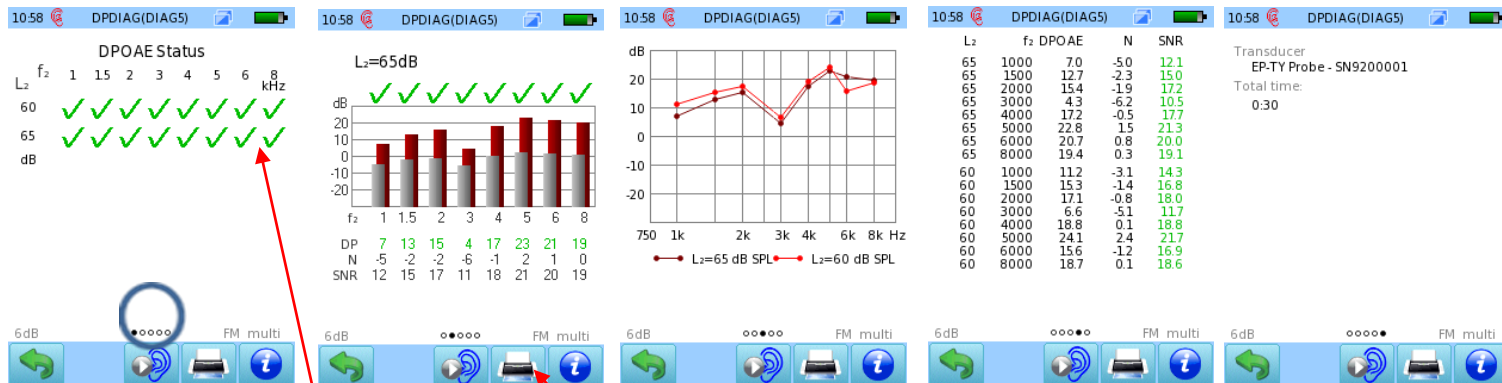 10:58 DPDIAG(DIAG5)
DPOAE Status
f₂ 1 1.5 2 3 4 5 6 8
L₂ kHz
60
65
dB
6dB FM multi
10:58 DPDIAG(DIAG5)
L₂=65dB
dB
20
10
0
-10
-20
f₂ 1 1.5 2 3 4 5 6 8
DP 7 13 15 4 17 23 21 19
N -5 -2 -2 -6 -1 2 1 0
SNR 12 15 17 11 18 21 20 19
6dB FM multi
10:58 DPDIAG(DIAG5)
dB
30
20
10
0
-10
-20
750 1k 2k 3k 4k 6k 8k Hz
L₂=65 dB SPL L₂=60 dB SPL
6dB FM multi
10:58 DPDIAG(DIAG5)
L₂ f₂ DPOAE N SNR
65 1000 7.0 -5.0 12.1
65 1500 12.7 -2.3 15.0
65 2000 15.4 -1.9 17.2
65 3000 4.3 -6.2 10.5
65 4000 17.2 -0.5 17.7
65 5000 22.8 1.5 21.3
65 6000 20.7 0.8 20.0
65 8000 19.4 0.3 19.1
60 1000 11.2 -3.1 14.3
60 1500 15.3 -1.4 16.8
60 2000 17.1 -0.8 18.0
60 3000 6.6 -5.1 11.7
60 4000 18.8 0.1 18.8
60 5000 24.1 2.4 21.7
60 6000 15.6 -1.2 16.9
60 8000 18.7 0.1 18.6
6dB FM multi
10:58 DPDIAG(DIAG5)
Transducer
EP-TY Probe - SN9200001
Total time:
0:30
6dB FM multi